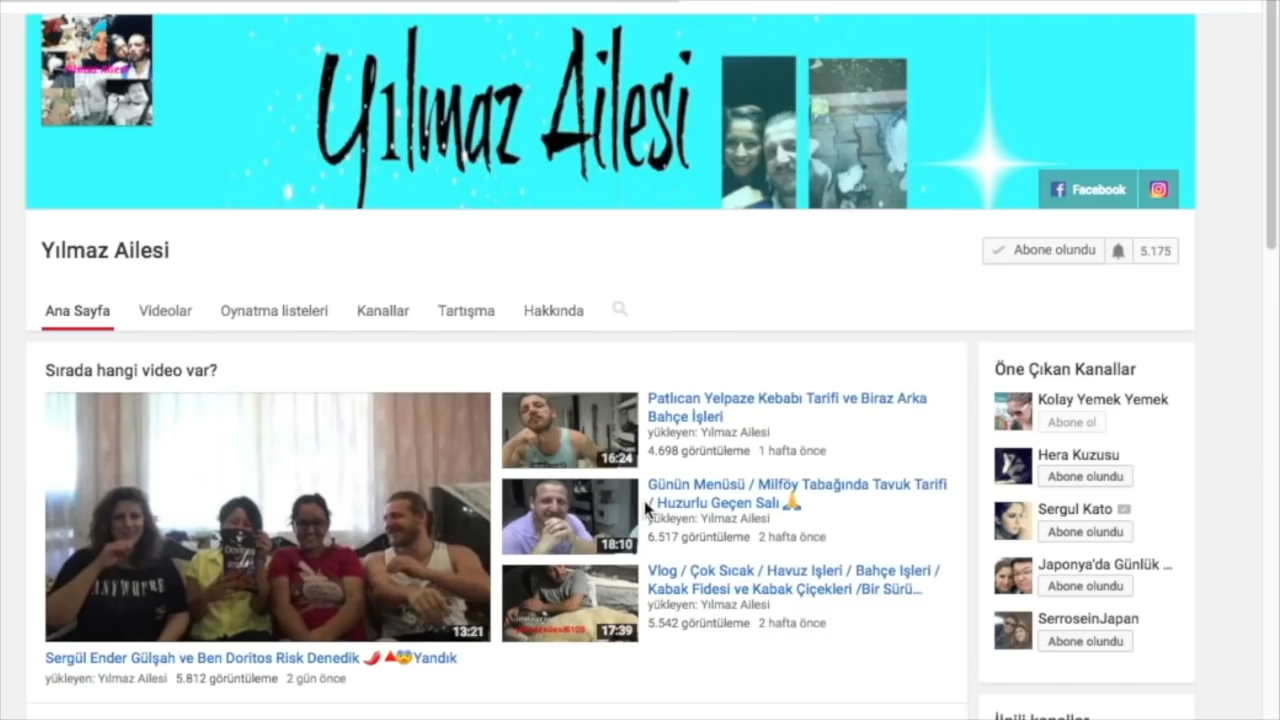 Yılmaz Ailesi
Facebook
Yılmaz Ailesi
Abone olundu
5.175
Ana Sayfa
Videolar
Oynatma listeleri
Kanallar
Tartışma
Hakkında
Sırada hangi video var?
13:21
Sergül Ender Gülşah ve Ben Doritos Risk Denedik 🌶️🔺😨Yandık
yükleyen: Yılmaz Ailesi 5.812 görüntüleme 2 gün önce
16:24
Patlıcan Yelpaze Kebabı Tarifi ve Biraz Arka
Bahçe İşleri
yükleyen: Yılmaz Ailesi
4.698 görüntüleme 1 hafta önce
18:10
Günün Menüsü / Milföy Tabağında Tavuk Tarifi
/ Huzurlu Geçen Salı 🙏
yükleyen: Yılmaz Ailesi
6.517 görüntüleme 2 hafta önce
17:39
Vlog / Çok Sıcak / Havuz Işleri / Bahçe Işleri /
Kabak Fidesi ve Kabak Çiçekleri /Bir Sürü...
yükleyen: Yılmaz Ailesi
5.542 görüntüleme 2 hafta önce
Öne Çıkan Kanallar
Kolay Yemek Yemek
Abone ol
Hera Kuzusu
Abone olundu
Sergul Kato
Abone olundu
Japonya'da Günlük ...
Abone olundu
SerroseinJapan
Abone olundu
İlgili kanallar